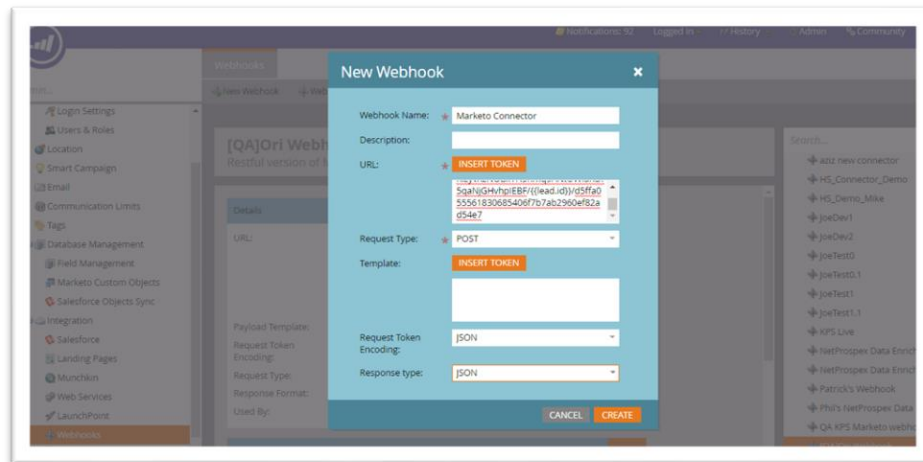 Notifications: 92 Logged in History Admin Community
Webhooks
New Webhook
[QA]Ori Webh
Restful version of
Details
URL:
Payload Template:
Request Token
Encoding:
Request Type:
Response Format:
Used By:
Login Settings
Users & Roles
Location
Smart Campaign
Email
Communication Limits
Tags
Database Management
Field Management
Marketo Custom Objects
Salesforce Objects Sync
Integration
Salesforce
Landing Pages
Munchkin
Web Services
LaunchPoint
Webhooks
New Webhook
Webhook Name: * Marketo Connector
Description:
URL: * INSERT TOKEN
5qaNjGHvhpIEBF/{{lead.id}}/d5ffa0
55561830685406f7b7ab2960ef82a
d54e7
Request Type: * POST
Template: INSERT TOKEN
Request Token JSON
Encoding:
Response type: JSON
CANCEL CREATE
Search...
aziz new connector
HS_Connector_Demo
HS_Demo_Mike
JoeDev1
JoeDev2
JoeTest0
JoeTest0.1
JoeTest1
JoeTest1.1
KPS Live
NetProspex Data Enrich
NetProspex Data Enrich
Patrick's Webhook
Phil's NetProspex Data
QA KPS Marketo webho